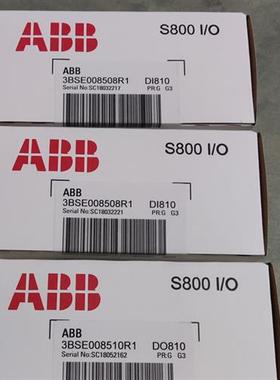 ABB S800 I/O
ABB
3BSE008508R1 DI810
Serial No:SC18032217 PR:G G3
ABB S800 I/O
ABB
3BSE008508R1 DI810
Serial No:SC18032221 PR:G G3
ABB S800 I/O
ABB
3BSE008510R1 DO810
Serial No:SC18052162 PR:G G3